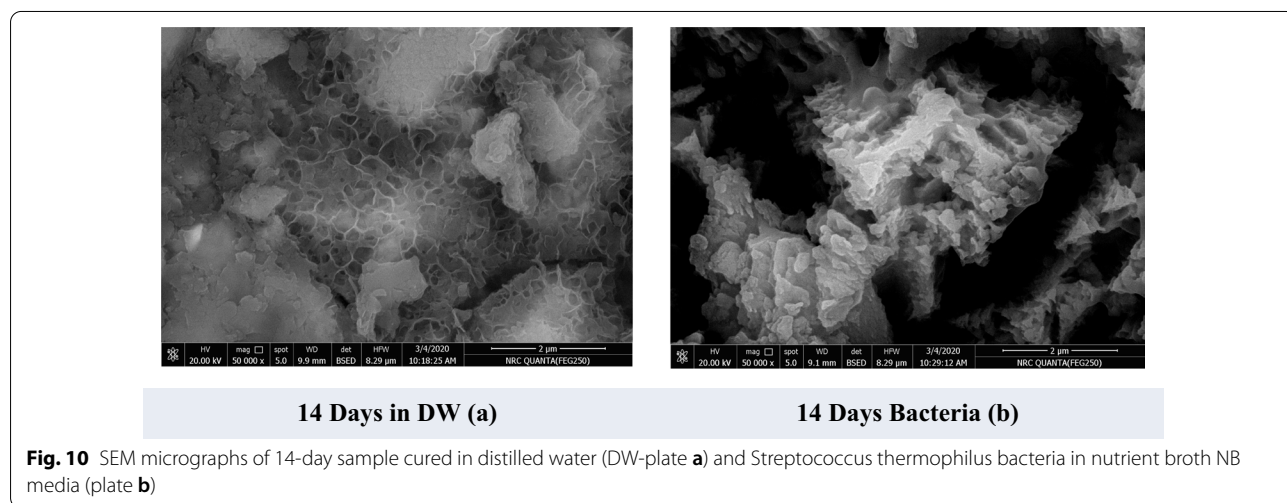 HV mag spot WD det HFW 3/4/2020 2 µm
20.00 kV 50 000 x 5.0 9.9 mm BSED 8.29 µm 10:18:25 AM NRC QUANTA(FEG250)
HV mag spot WD det HFW 3/4/2020 2 µm
20.00 kV 50 000 x 5.0 9.1 mm BSED 8.29 µm 10:29:12 AM NRC QUANTA(FEG250)
14 Days in DW (a)
14 Days Bacteria (b)
Fig. 10 SEM micrographs of 14-day sample cured in distilled water (DW-plate a) and Streptococcus thermophilus bacteria in nutrient broth NB
media (plate b)